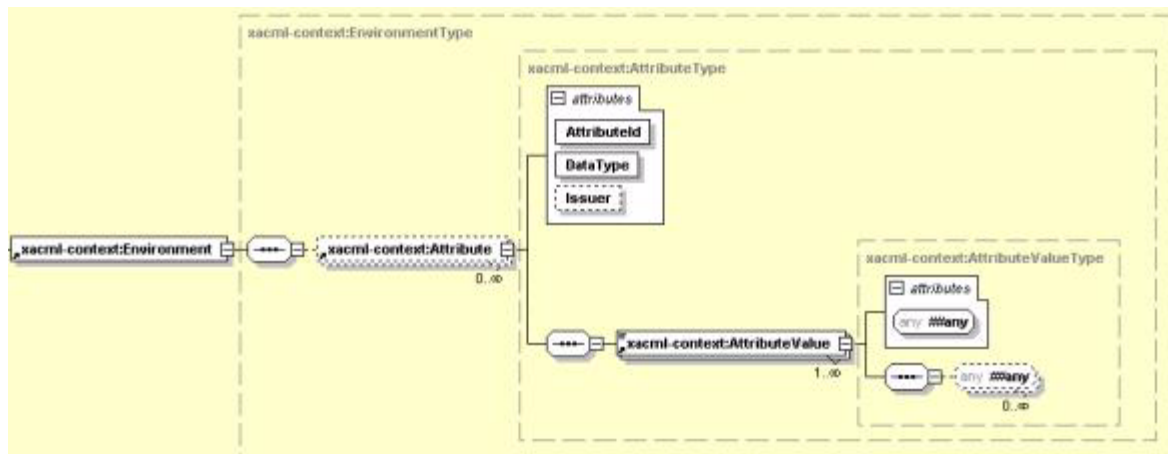 xacml-context:EnvironmentType
xacml-context:AttributeType
attributes
AttributeId
DataType
Issuer
xacml-context:Environment
xacml-context:Attribute
0..∞
xacml-context:AttributeValueType
attributes
any ##any
xacml-context:AttributeValue
1..∞
any ##any
0..∞